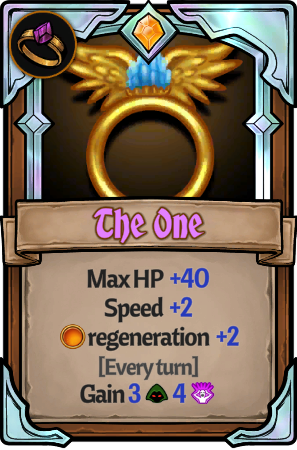 The One
Max HP +40
Speed +2
regeneration +2
[Every turn]
Gain 3 4